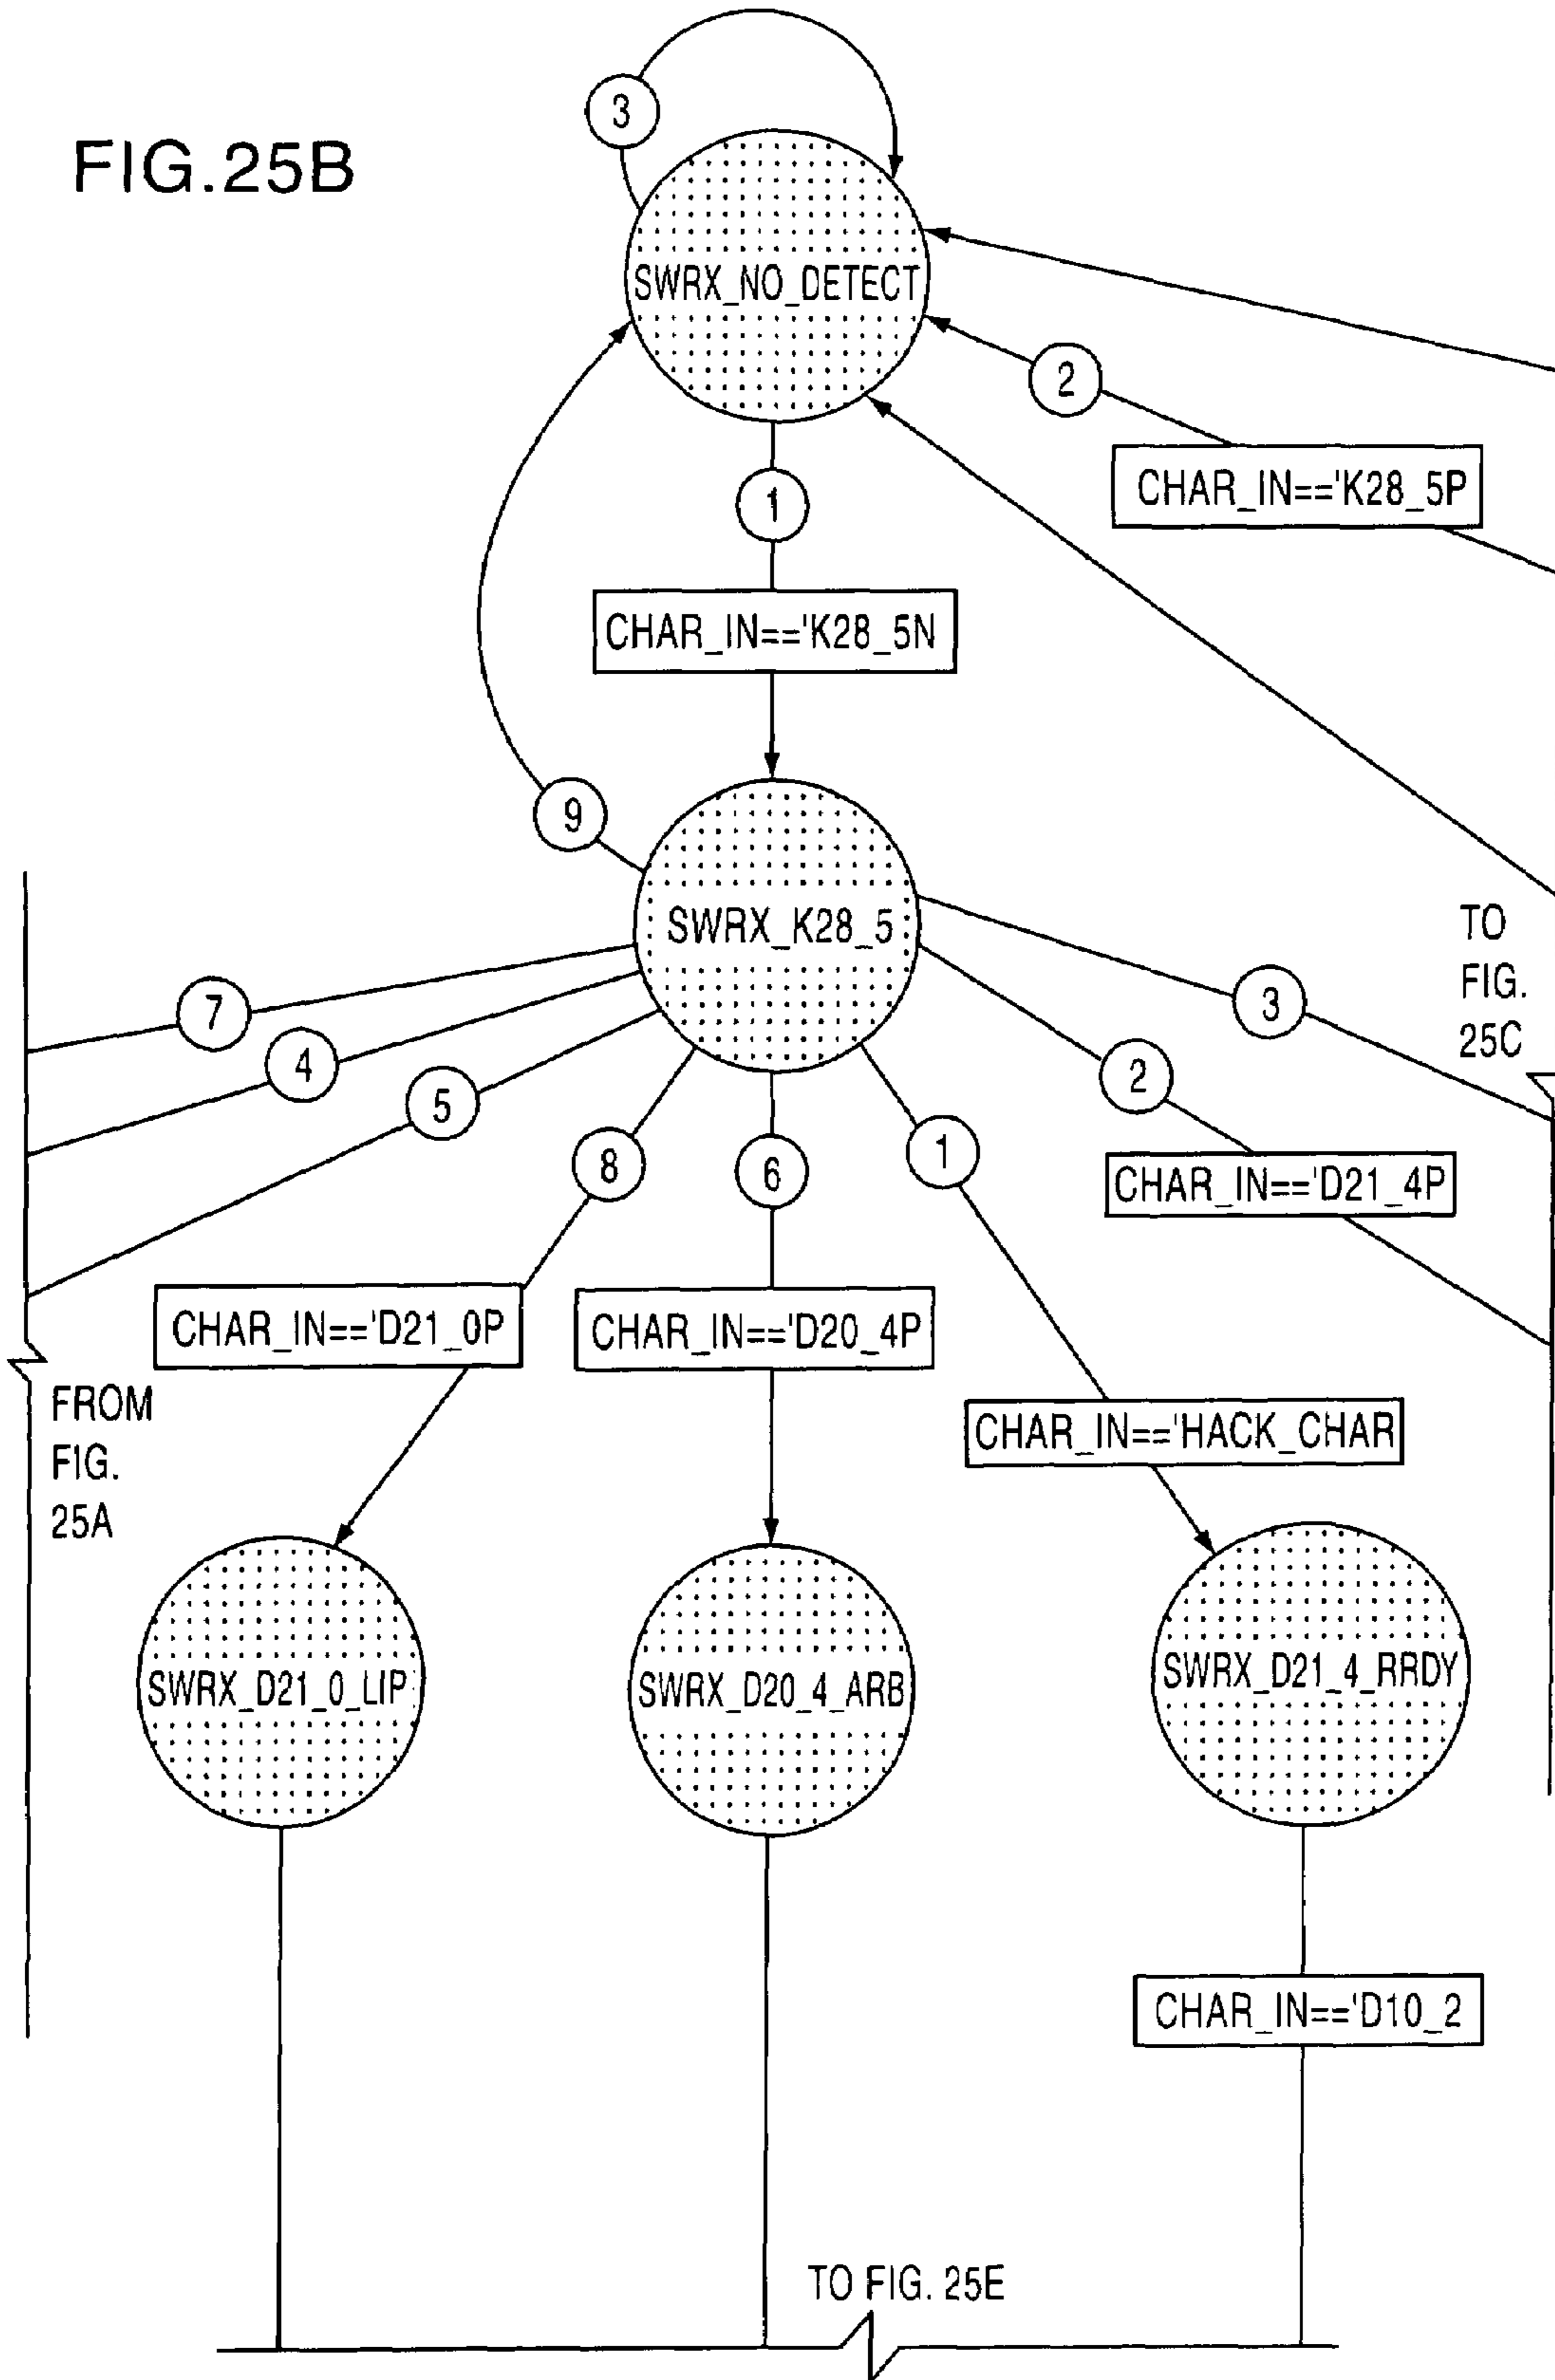 3
FIG.25B
SWRX_NO_DETECT
2
CHAR_IN=='K28_5P
1
CHAR_IN=='K28_5N
9
SWRX_K28_5
TO
FIG.
25C
7
3
4
2
5
8
6
1
CHAR_IN=='D21_4P
CHAR_IN=='D21_0P
CHAR_IN=='D20_4P
FROM
FIG.
25A
CHAR_IN=='HACK_CHAR
SWRX_D21_0_LIP
SWRX_D20_4_ARB
SWRX_D21_4_RRDY
CHAR_IN=='D10_2
TO FIG. 25E